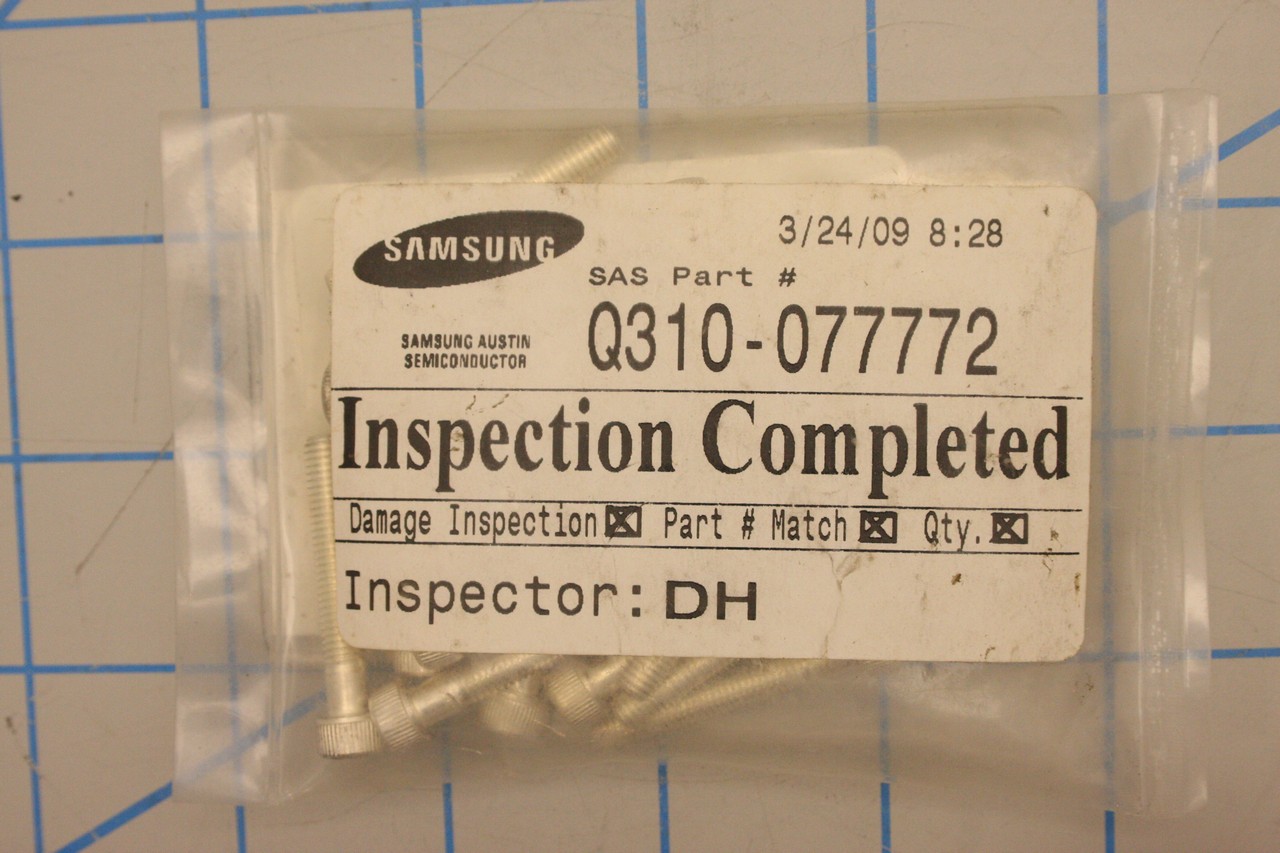 SAMSUNG
3/24/09 8:28
SAS Part #
Q310-077772
SAMSUNG AUSTIN
SEMICONDUCTOR
Inspection Completed
Damage Inspection ☒ Part # Match ☒ Qty. ☒
Inspector: DH